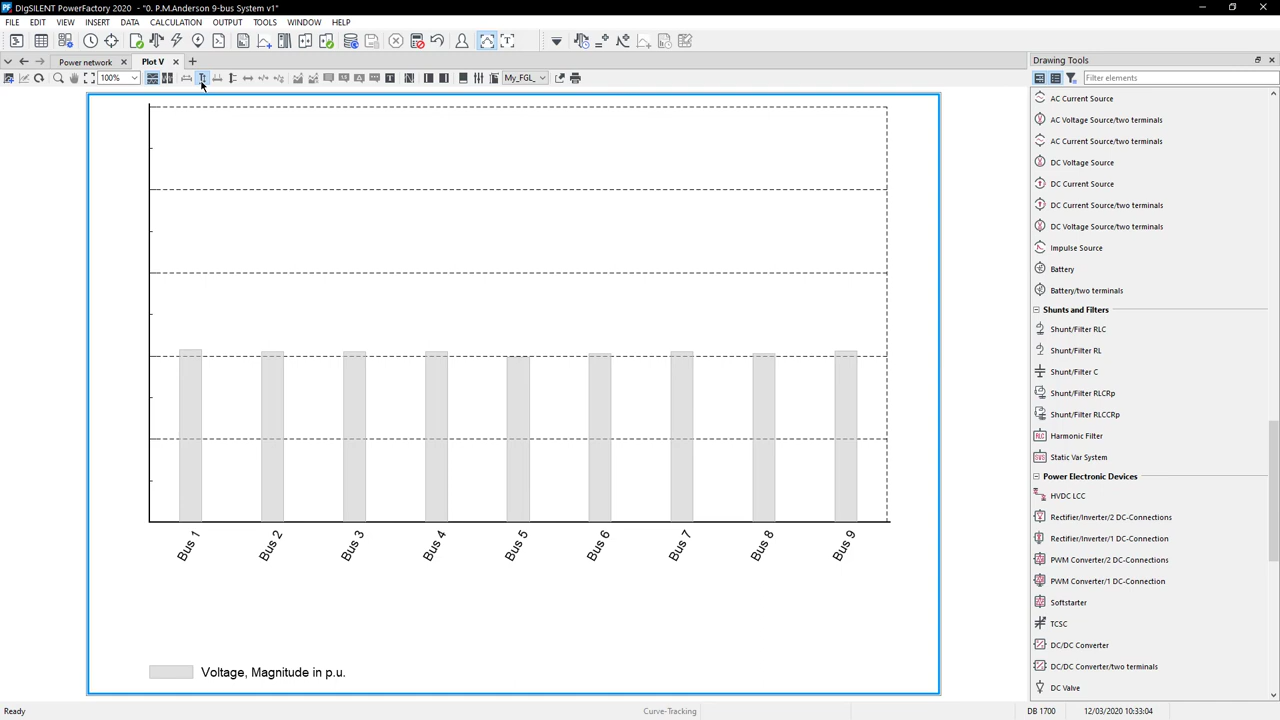 DIgSILENT PowerFactory 2020 - "0. P.M.Anderson 9-bus System v1"
FILE EDIT VIEW INSERT DATA CALCULATION OUTPUT TOOLS WINDOW HELP
Power network
Plot V
Drawing Tools
100%
My_FGL_
Filter elements
AC Current Source
AC Voltage Source/two terminals
AC Current Source/two terminals
DC Voltage Source
DC Current Source
DC Current Source/two terminals
DC Voltage Source/two terminals
Impulse Source
Battery
Battery/two terminals
Shunts and Filters
Shunt/Filter RLC
Shunt/Filter RL
Shunt/Filter C
Shunt/Filter RLCRp
Shunt/Filter RLCCRp
Harmonic Filter
Static Var System
Power Electronic Devices
HVDC LCC
Rectifier/Inverter/2 DC-Connections
Rectifier/Inverter/1 DC-Connection
PWM Converter/2 DC-Connections
PWM Converter/1 DC-Connection
Softstarter
TCSC
DC/DC Converter
DC/DC Converter/two terminals
DC Valve
Bus 1
Bus 2
Bus 3
Bus 4
Bus 5
Bus 6
Bus 7
Bus 8
Bus 9
Voltage, Magnitude in p.u.
Ready
Curve-Tracking
DB 1700
12/03/2020 10:33:04